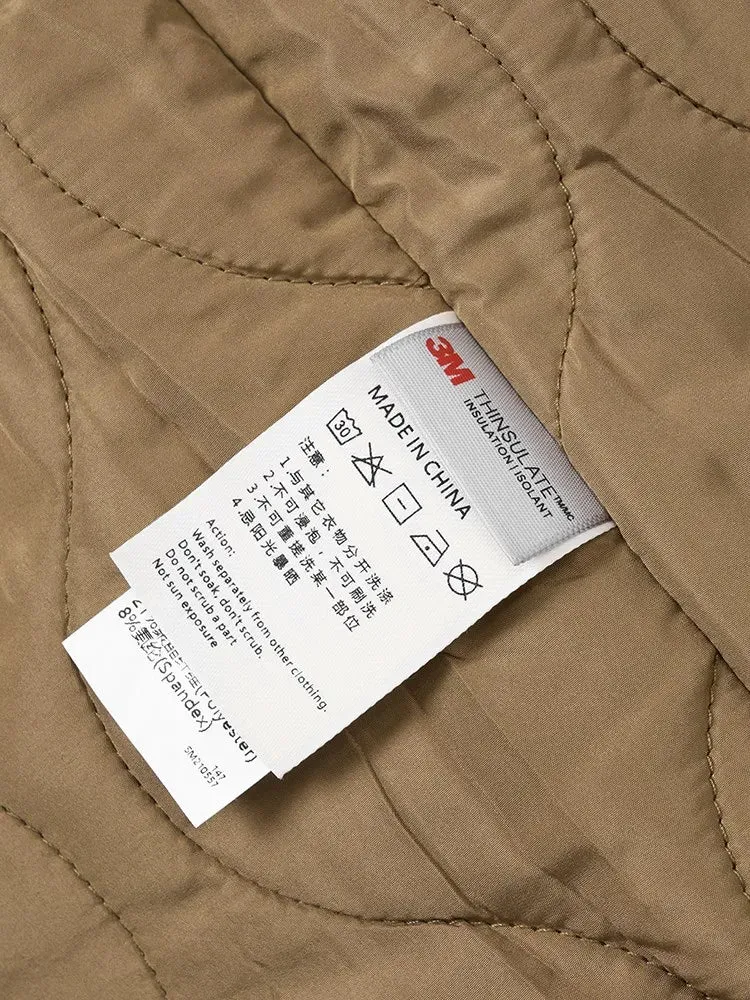 3M
THINSULATE™MC
INSULATION | ISOLANT
MADE IN CHINA
30
注意：
1.与其它衣物分开洗涤
2.不可浸泡，不可刷洗
3.不可重搓洗某一部位
4.忌阳光暴晒
Action:
Wash separately from other clothing.
Don't soak, don't scrub.
Do not scrub a part
Not sun exposure
(Polyester)
8% (Spandex)
147
SM210557